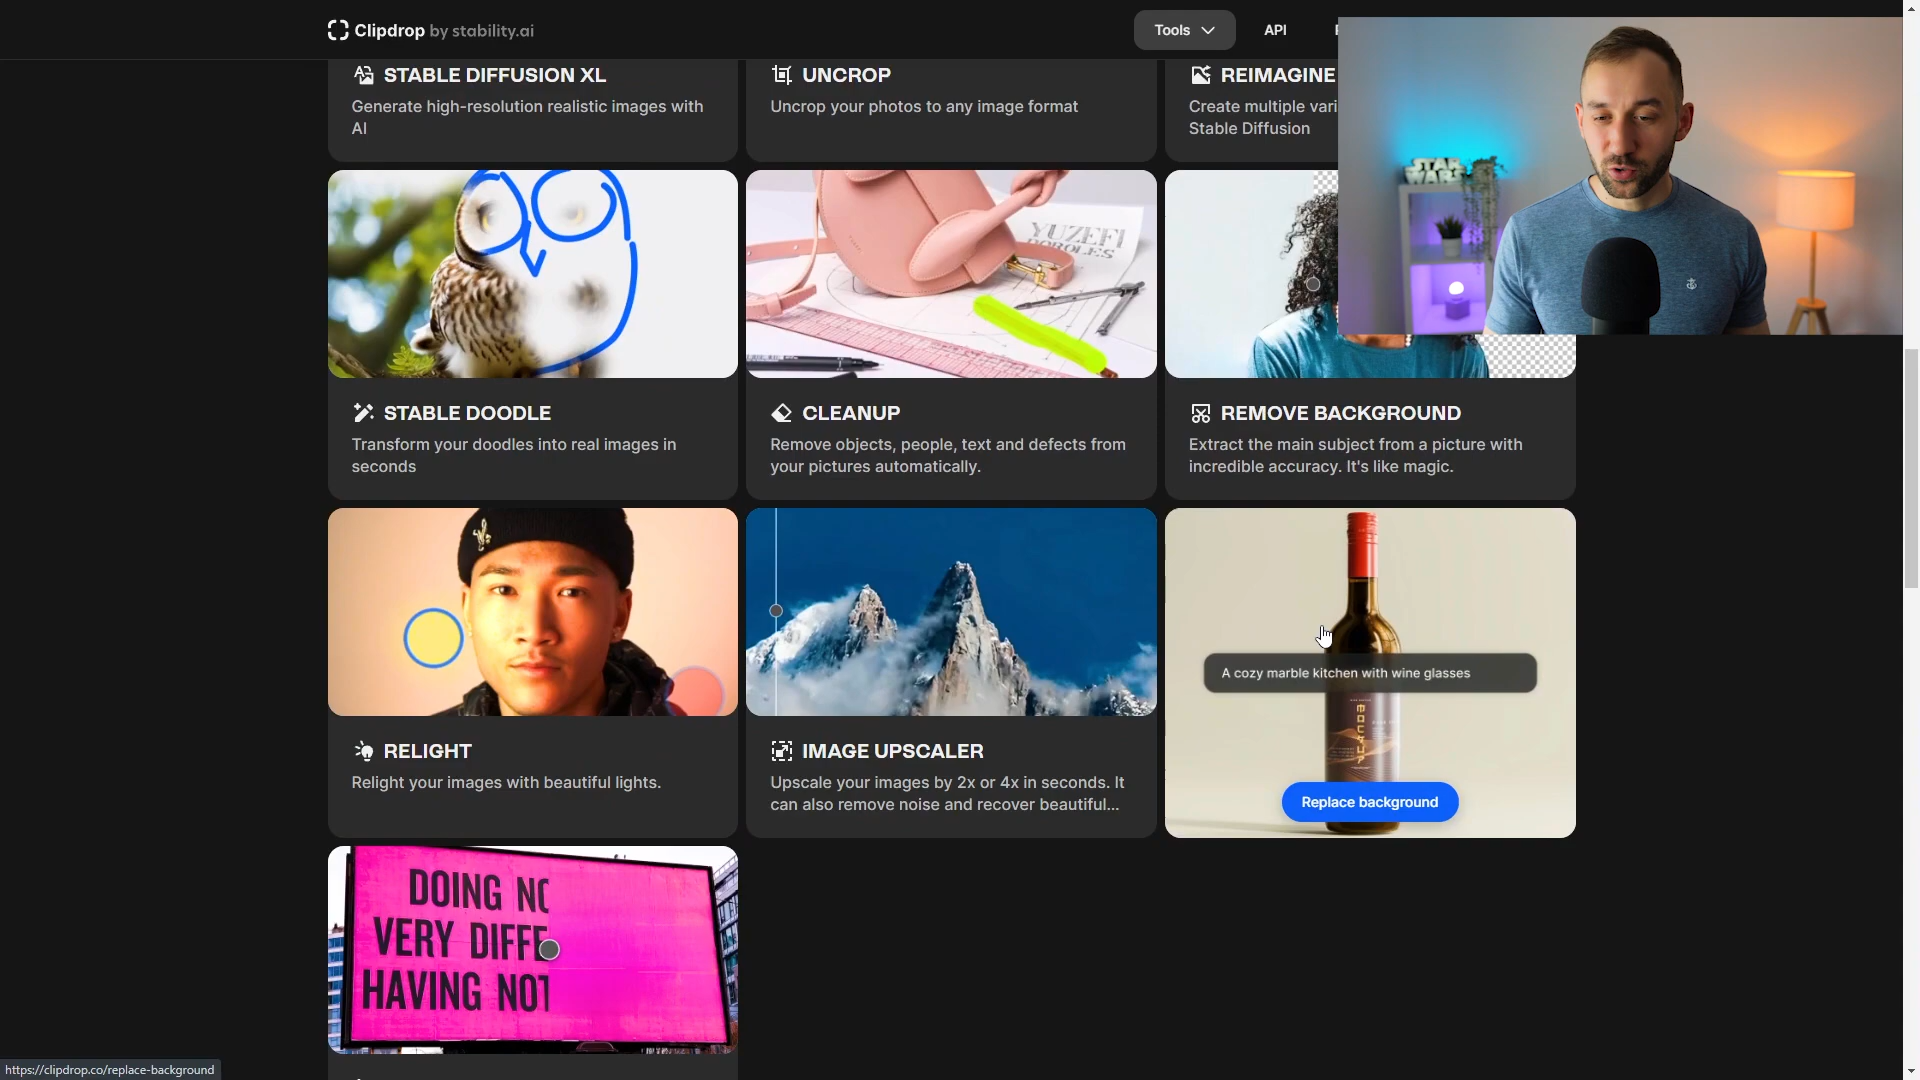 Clipdrop by stability.ai
Tools
API
STABLE DIFFUSION XL
Generate high-resolution realistic images with
AI
UNCROP
Uncrop your photos to any image format
REIMAGINE
Create multiple vari
Stable Diffusion
STAR
WARS
YUZEFI
STABLE DOODLE
Transform your doodles into real images in
seconds
CLEANUP
Remove objects, people, text and defects from
your pictures automatically.
REMOVE BACKGROUND
Extract the main subject from a picture with
incredible accuracy. It's like magic.
RELIGHT
Relight your images with beautiful lights.
IMAGE UPSCALER
Upscale your images by 2x or 4x in seconds. It
can also remove noise and recover beautiful...
A cozy marble kitchen with wine glasses
Replace background
DOING NO
VERY DIFFE
HAVING NOT
https://clipdrop.co/replace-background